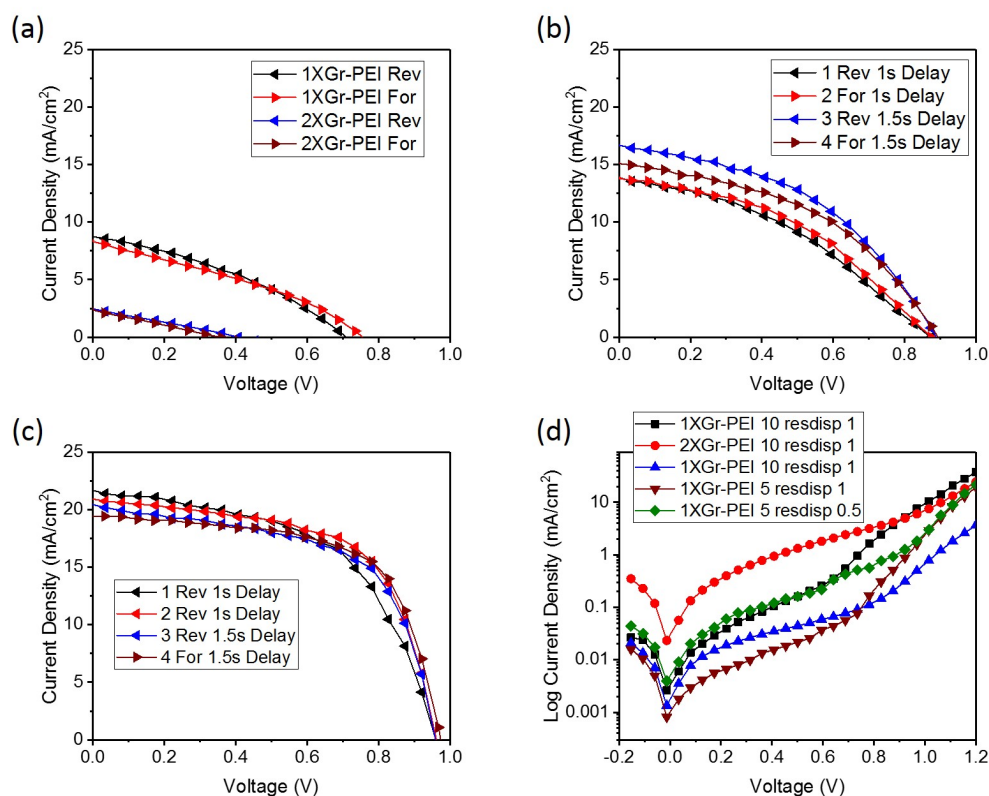 (a)
25
20
15
10
5
0
0.0 0.2 0.4 0.6 0.8 1.0
Current Density (mA/cm²)
Voltage (V)
1XGr-PEI Rev
1XGr-PEI For
2XGr-PEI Rev
2XGr-PEI For
(b)
25
20
15
10
5
0
0.0 0.2 0.4 0.6 0.8 1.0
Current Density (mA/cm²)
Voltage (V)
1 Rev 1s Delay
2 For 1s Delay
3 Rev 1.5s Delay
4 For 1.5s Delay
(c)
25
20
15
10
5
0
0.0 0.2 0.4 0.6 0.8 1.0
Current Density (mA/cm²)
Voltage (V)
1 Rev 1s Delay
2 Rev 1s Delay
3 Rev 1.5s Delay
4 For 1.5s Delay
(d)
1XGr-PEI 10 resdisp 1
2XGr-PEI 10 resdisp 1
1XGr-PEI 10 resdisp 1
1XGr-PEI 5 resdisp 1
1XGr-PEI 5 resdisp 0.5
10
1
0.1
0.01
0.001
-0.2 0.0 0.2 0.4 0.6 0.8 1.0 1.2
Log Current Density (mA/cm²)
Voltage (V)